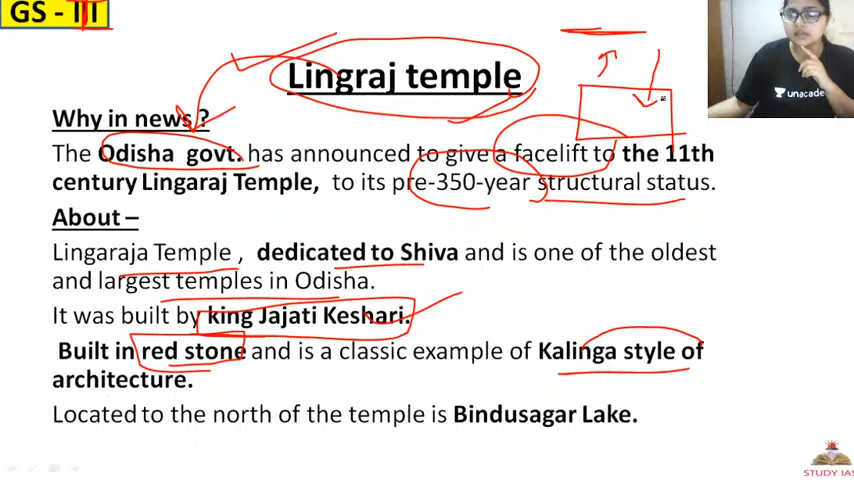 GS - III
Lingraj temple
unacade
Why in news ?
The Odisha govt. has announced to give a facelift to the 11th
century Lingaraj Temple, to its pre-350-year structural status.
About –
Lingaraja Temple , dedicated to Shiva and is one of the oldest
and largest temples in Odisha.
It was built by king Jajati Keshari.
Built in red stone and is a classic example of Kalinga style of
architecture.
Located to the north of the temple is Bindusagar Lake.
STUDY IAS